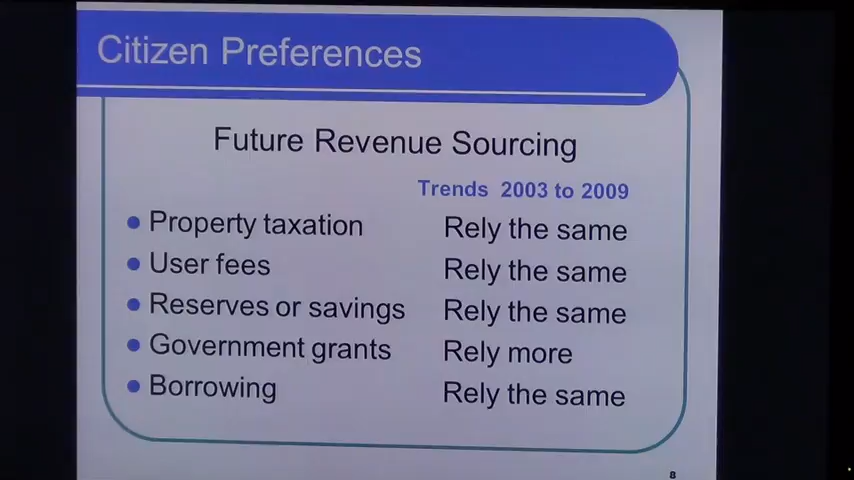 Citizen Preferences
Future Revenue Sourcing
Trends 2003 to 2009
Property taxation Rely the same
User fees Rely the same
Reserves or savings Rely the same
Government grants Rely more
Borrowing Rely the same
8